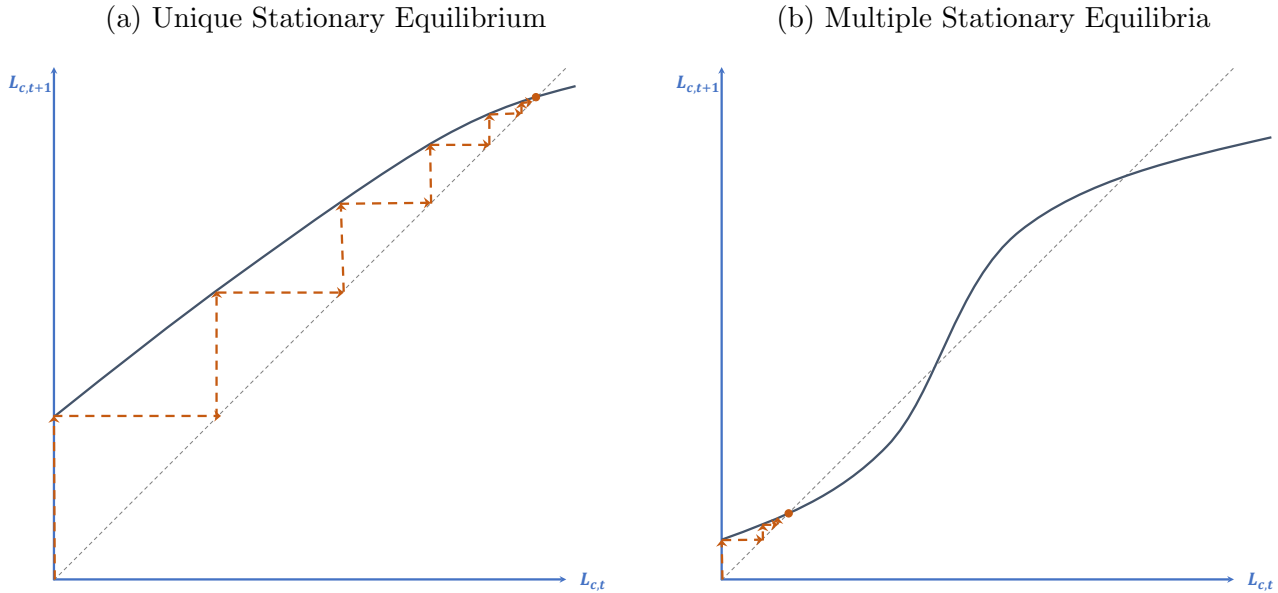 (a) Unique Stationary Equilibrium
(b) Multiple Stationary Equilibria
L_{c,t+1}
L_{c,t+1}
L_{c,t}
L_{c,t}